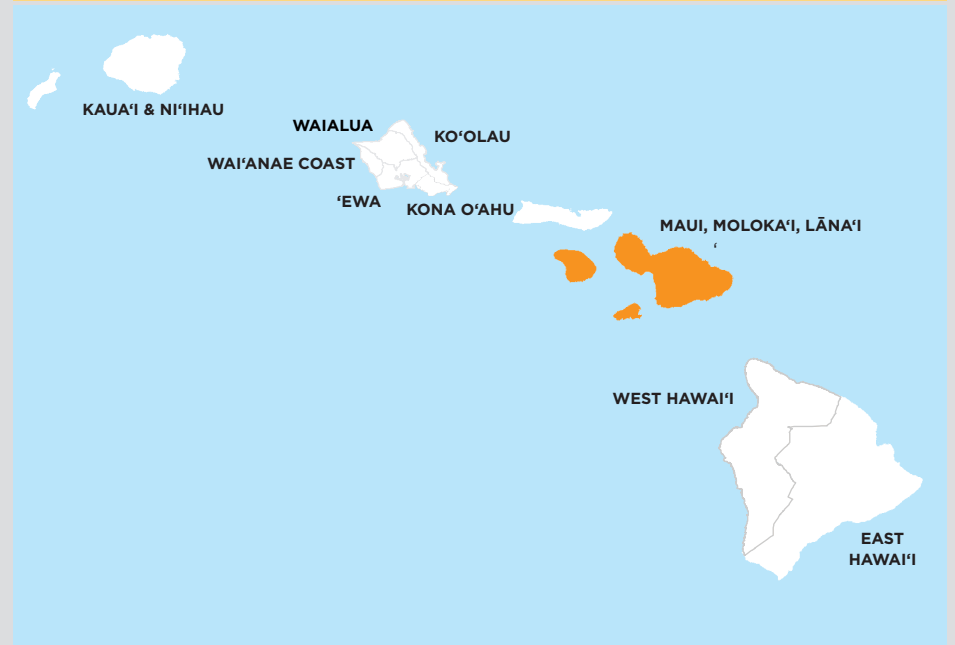 KAUAʻI & NIʻIHAU
WAIALUA
KOʻOLAU
WAIʻANAE COAST
ʻEWA
KONA OʻAHU
MAUI, MOLOKAʻI, LĀNAʻI
ʻ
WEST HAWAIʻI
EAST
HAWAIʻI